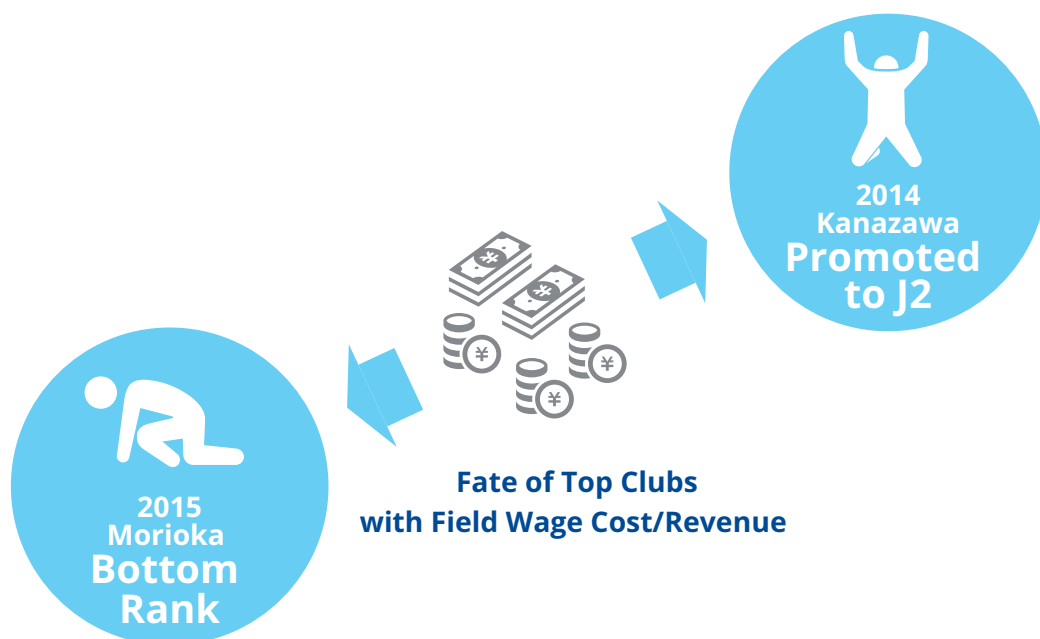 2014
Kanazawa
Promoted
to J2
¥
¥
¥
¥
¥
Fate of Top Clubs
with Field Wage Cost/Revenue
2015
Morioka
Bottom
Rank